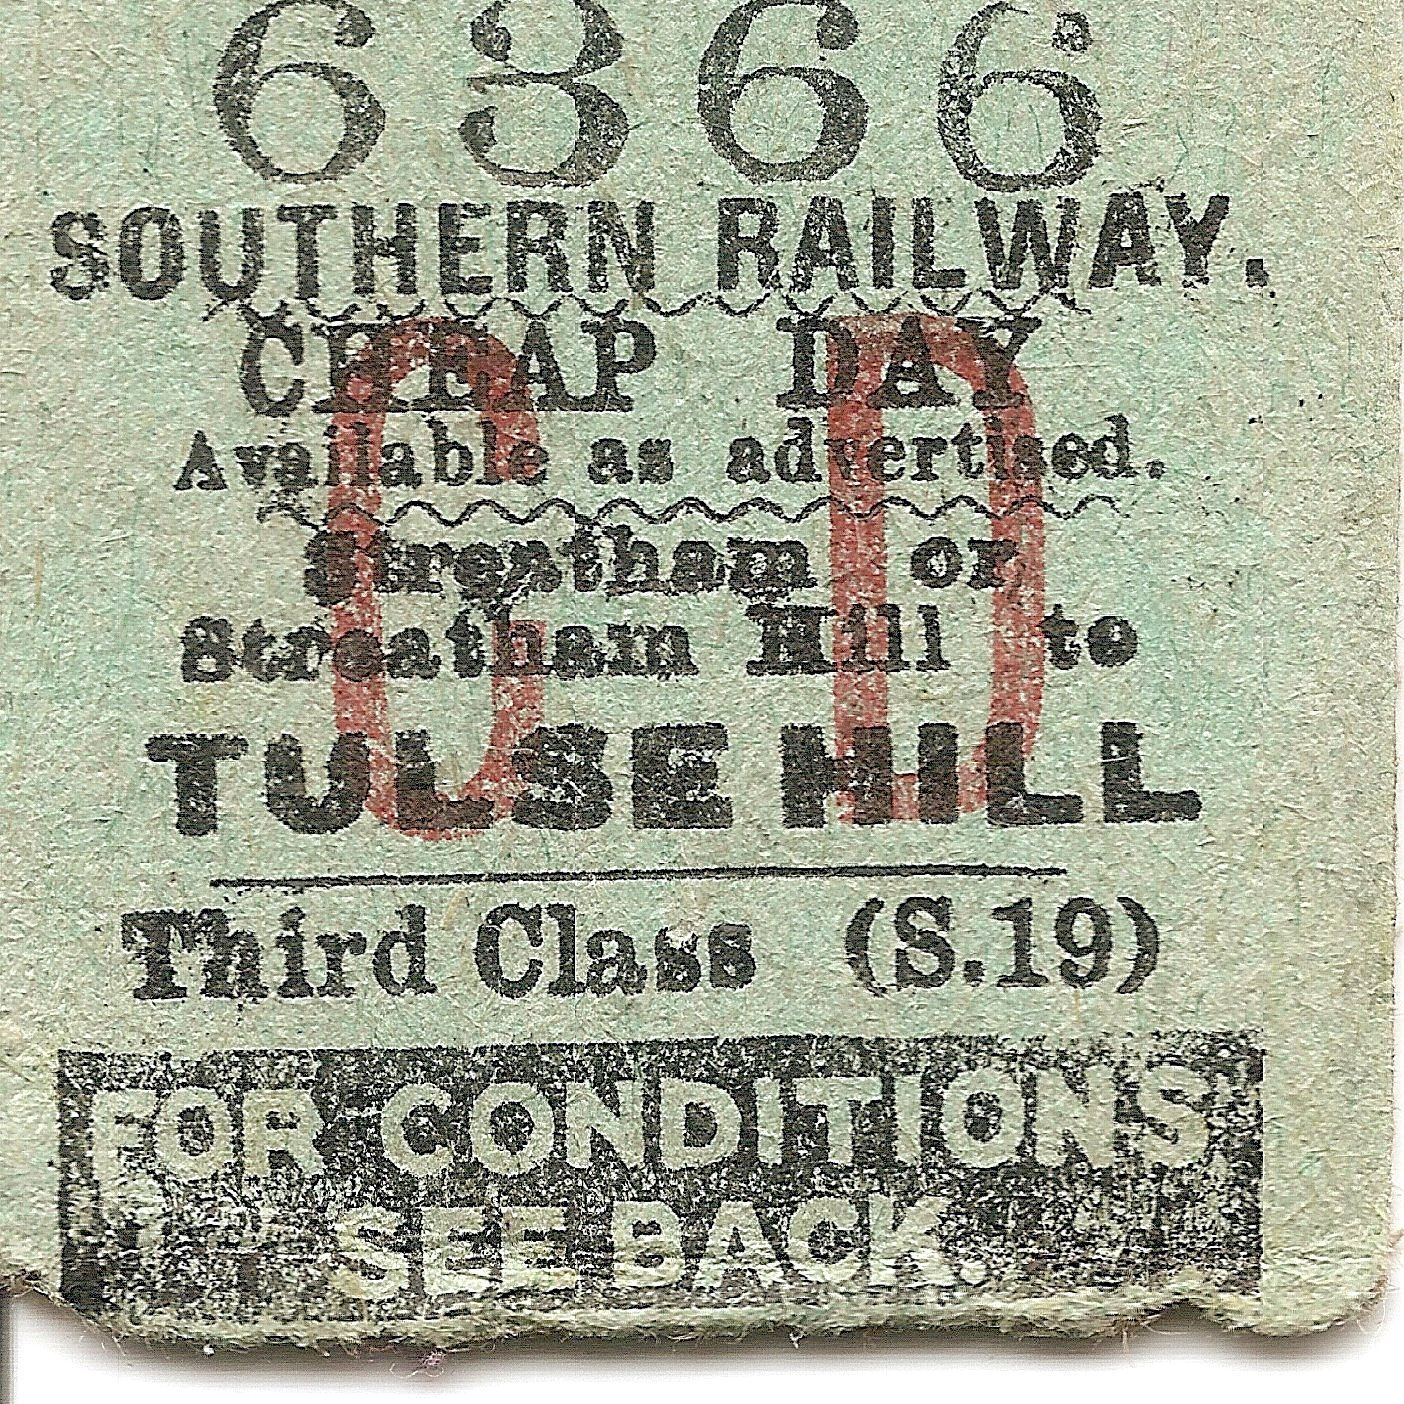 6366
SOUTHERN RAILWAY.
CHEAP DAY
Available as advertised.
Streatham or
Streatham Hill to
TULSE HILL
Third Class (S.19)
FOR CONDITIONS
SEE BACK.
C D